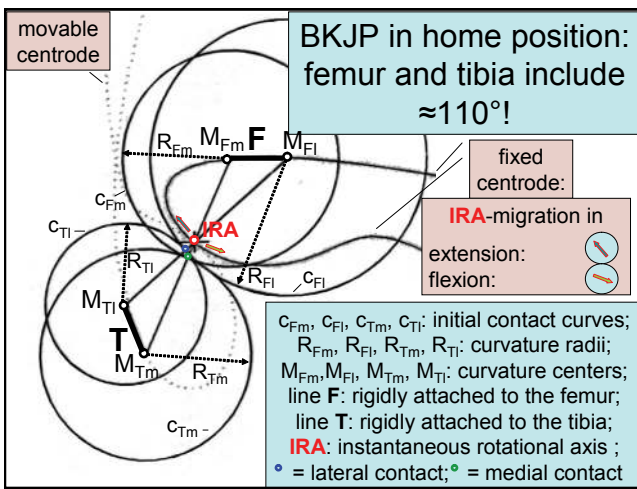 movable
centrode
BKJP in home position:
femur and tibia include
≈110°!
M_Fm F M_Fl
R_Fm
fixed
centrode:
c_Fm
c_Tl
IRA
IRA-migration in
extension:
flexion:
R_Tl
R_Fl
c_Fl
M_Tl
T
M_Tm
R_Tm
c_Tm
c_Fm, c_Fl, c_Tm, c_Tl: initial contact curves;
R_Fm, R_Fl, R_Tm, R_Tl: curvature radii;
M_Fm,M_Fl, M_Tm, M_Tl: curvature centers;
line F: rigidly attached to the femur;
line T: rigidly attached to the tibia;
IRA: instantaneous rotational axis ;
= lateral contact; = medial contact